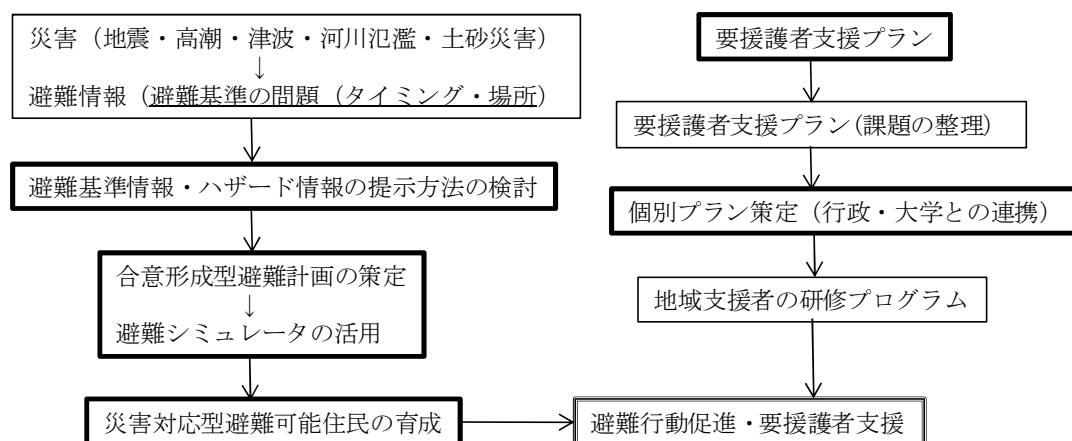 災害（地震・高潮・津波・河川氾濫・土砂災害）
↓
避難情報（避難基準の問題（タイミング・場所）
避難基準情報・ハザード情報の提示方法の検討
合意形成型避難計画の策定
↓
避難シミュレータの活用
災害対応型避難可能住民の育成
要援護者支援プラン
要援護者支援プラン(課題の整理)
個別プラン策定（行政・大学との連携）
地域支援者の研修プログラム
避難行動促進・要援護者支援